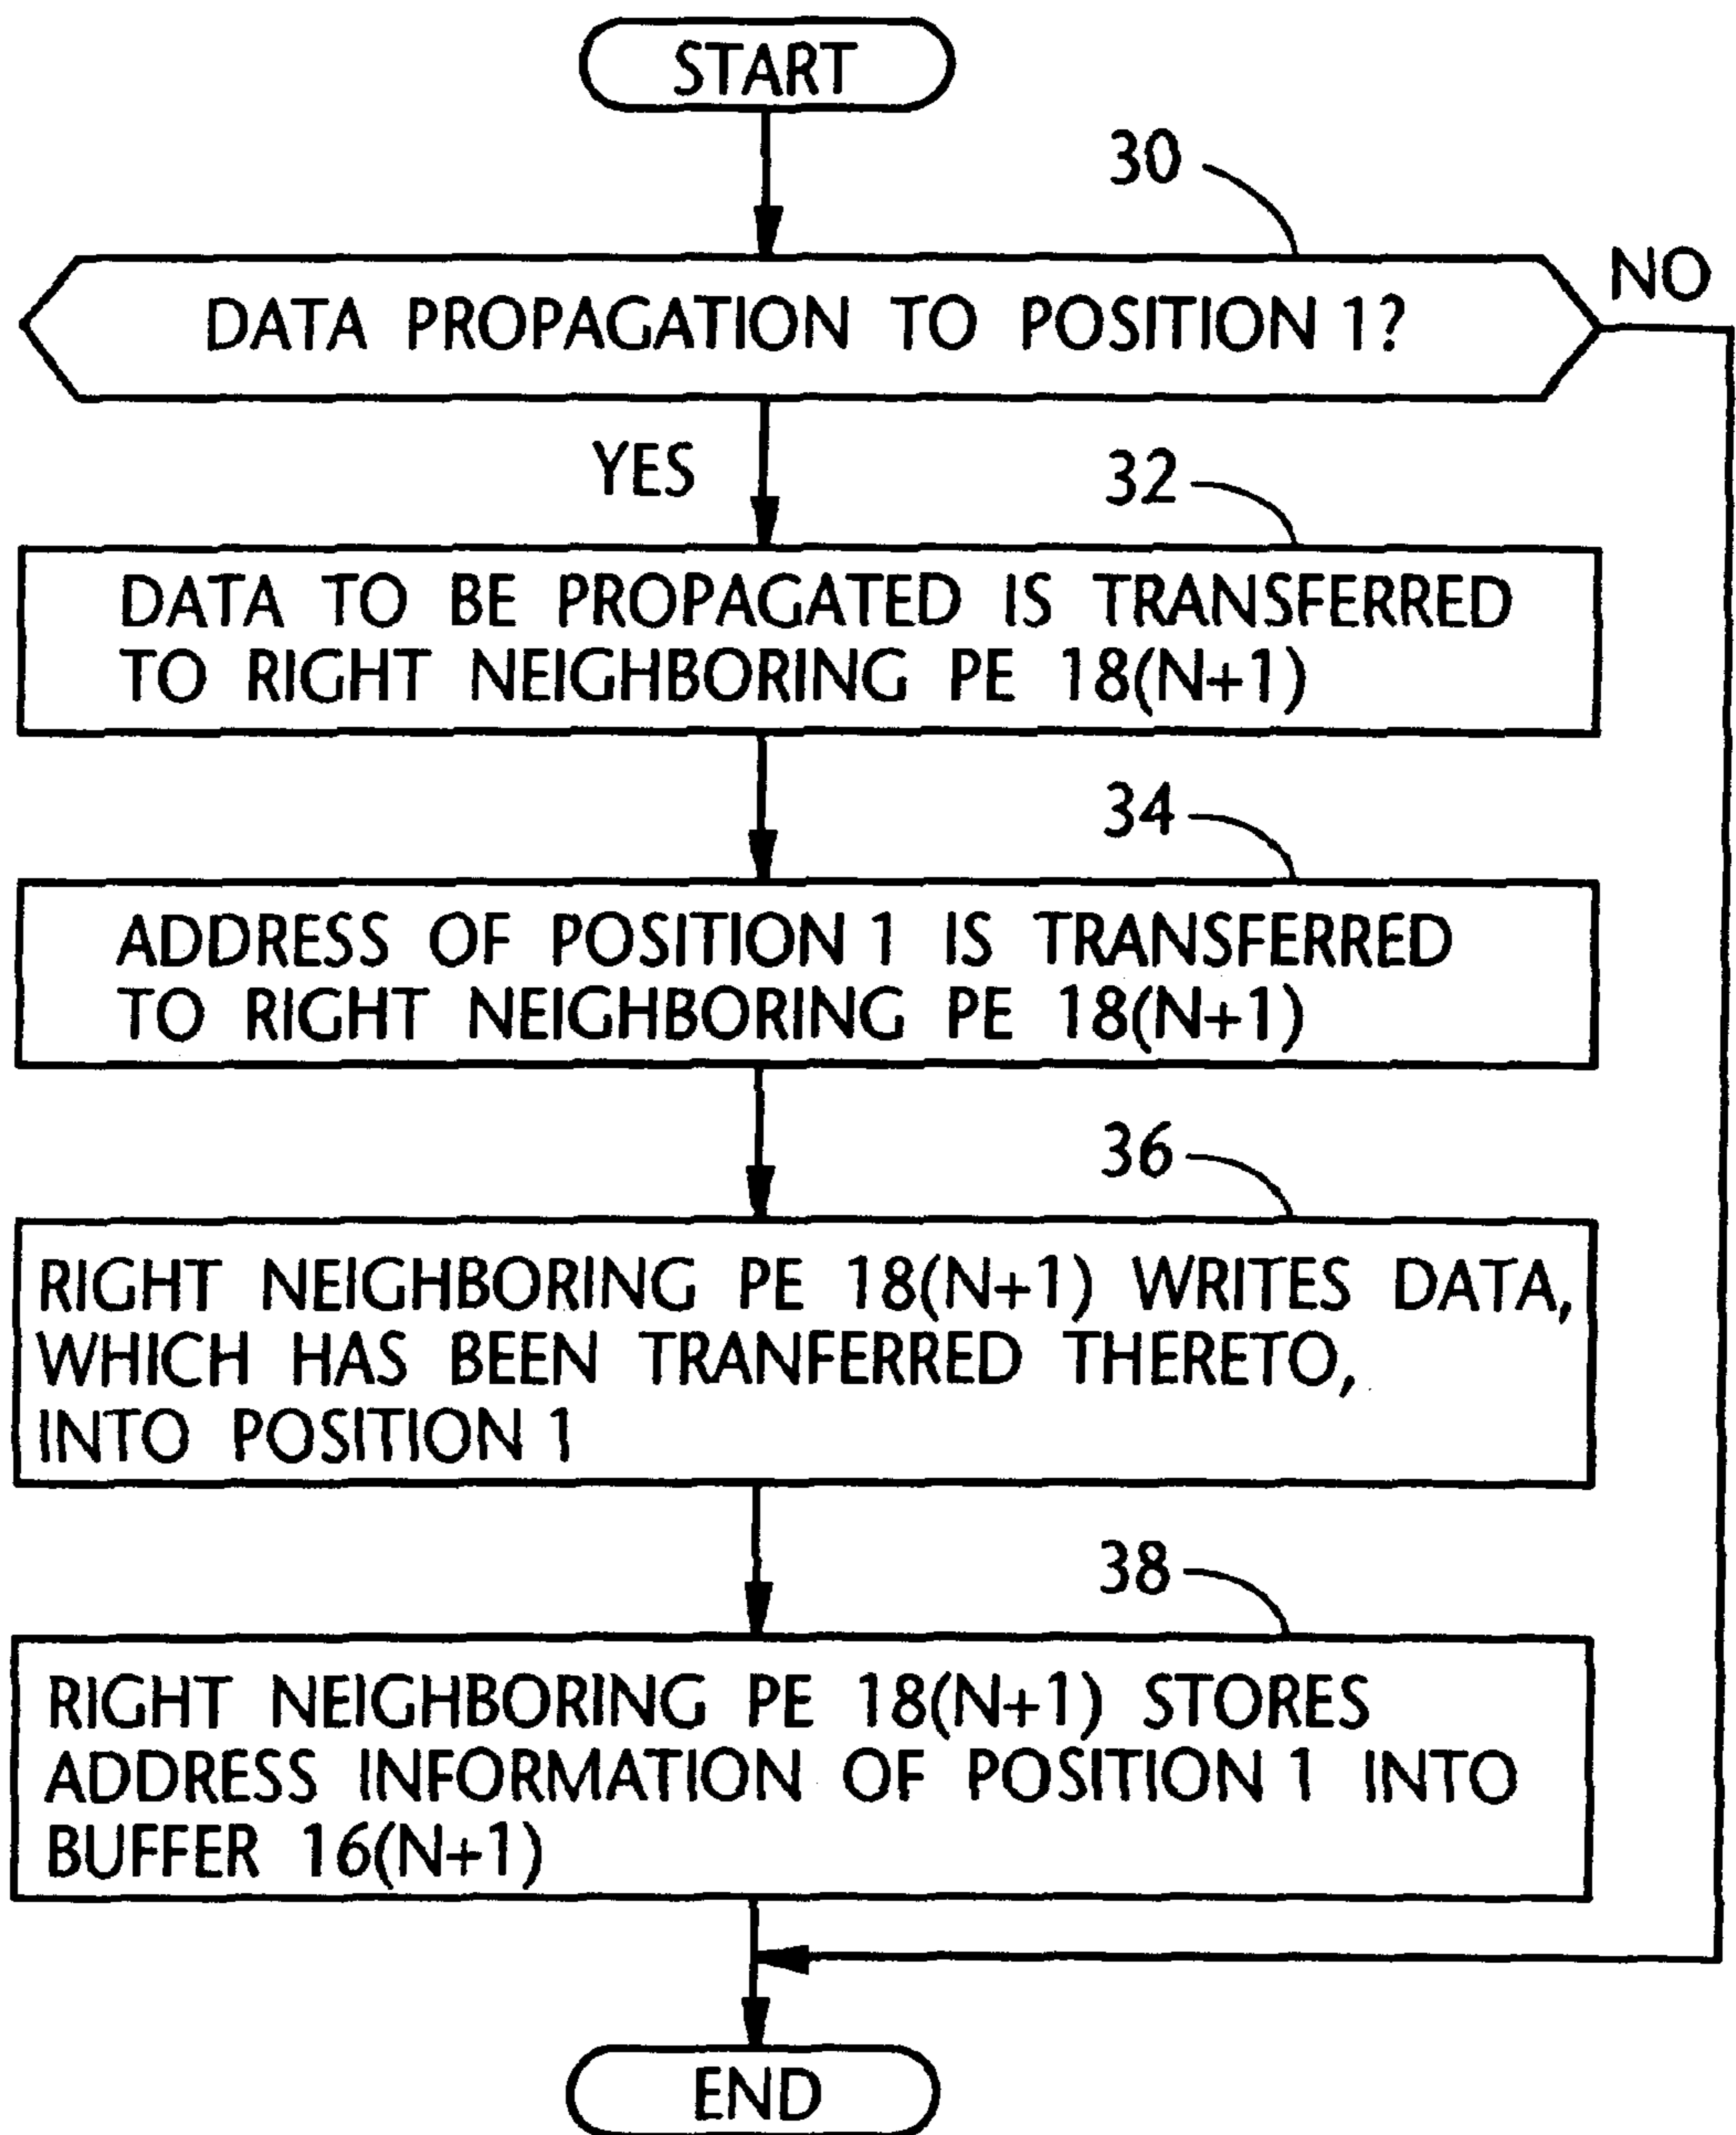 START
30
DATA PROPAGATION TO POSITION 1?
NO
YES
32
DATA TO BE PROPAGATED IS TRANSFERRED
TO RIGHT NEIGHBORING PE 18(N+1)
34
ADDRESS OF POSITION 1 IS TRANSFERRED
TO RIGHT NEIGHBORING PE 18(N+1)
36
RIGHT NEIGHBORING PE 18(N+1) WRITES DATA,
WHICH HAS BEEN TRANFERRED THERETO,
INTO POSITION 1
38
RIGHT NEIGHBORING PE 18(N+1) STORES
ADDRESS INFORMATION OF POSITION 1 INTO
BUFFER 16(N+1)
END